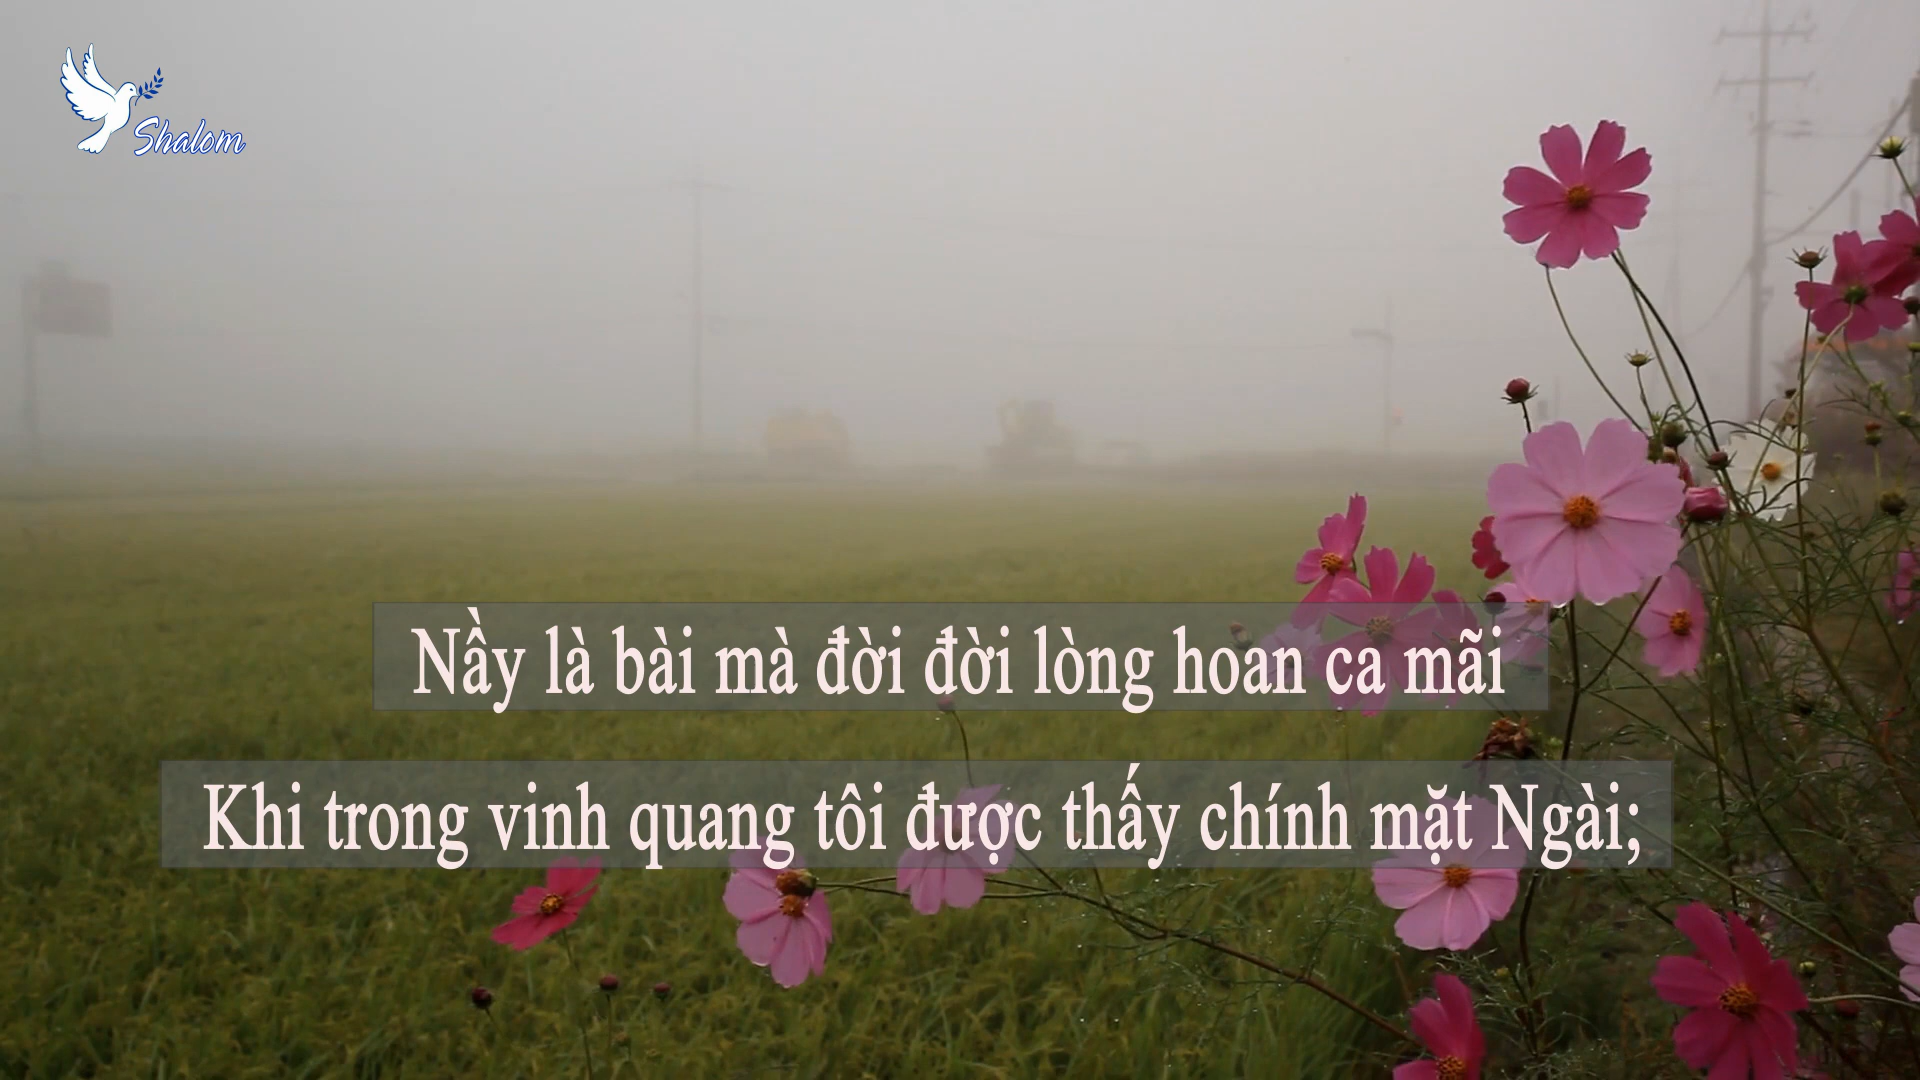 Shalom
Nầy là bài mà đời đời lòng hoan ca mãi
Khi trong vinh quang tôi được thấy chính mặt Ngài;